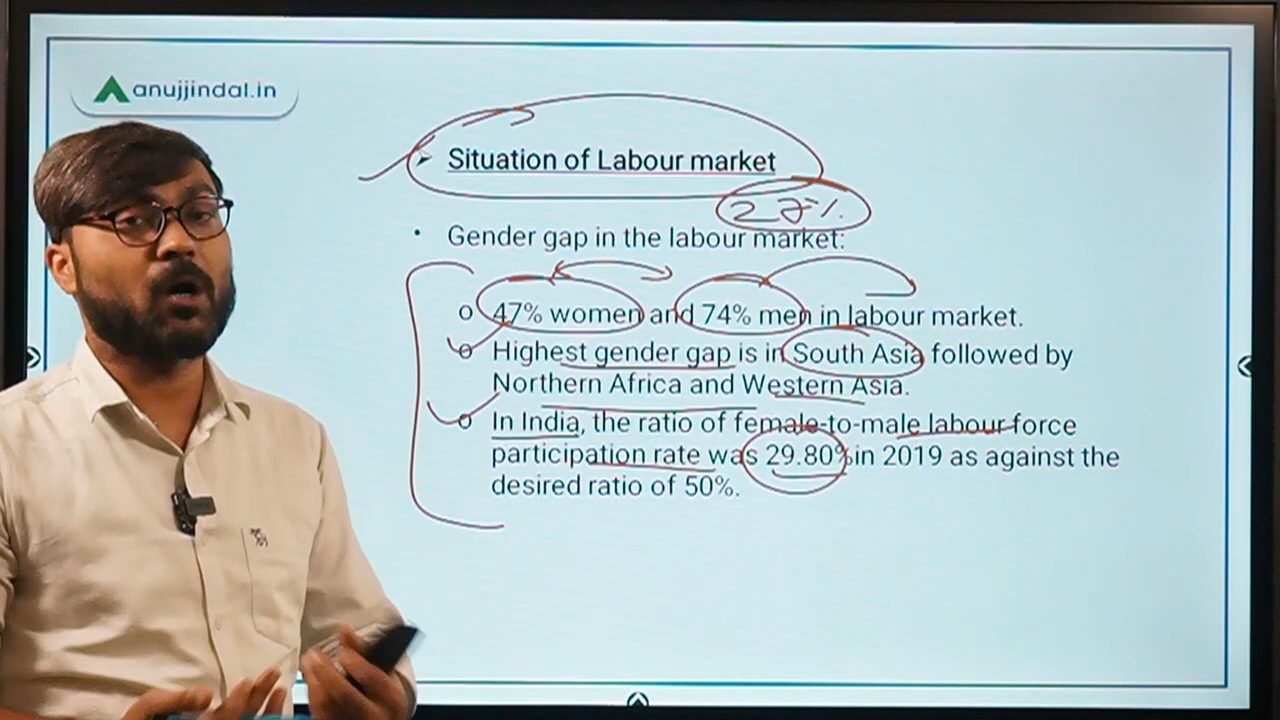 anujjindal.in
➤ Situation of Labour market
27%
• Gender gap in the labour market:
o 47% women and 74% men in labour market.
o Highest gender gap is in South Asia followed by
Northern Africa and Western Asia.
o In India, the ratio of female-to-male labour force
participation rate was 29.80% in 2019 as against the
desired ratio of 50%.